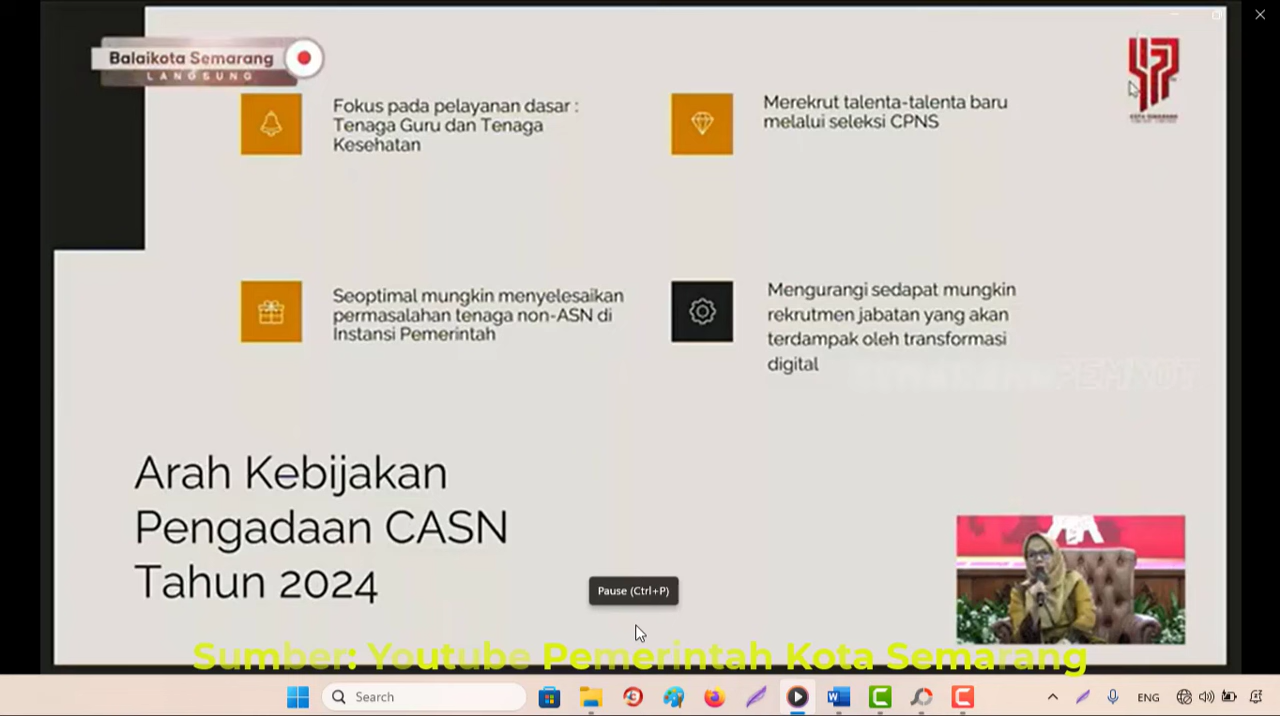 Balaikota Semarang
LANGSUNG
Fokus pada pelayanan dasar :
Tenaga Guru dan Tenaga
Kesehatan
Merekrut talenta-talenta baru
melalui seleksi CPNS
KOTA SEMARANG
Seoptimal mungkin menyelesaikan
permasalahan tenaga non-ASN di
Instansi Pemerintah
Mengurangi sedapat mungkin
rekrutmen jabatan yang akan
terdampak oleh transformasi
digital
Arah Kebijakan
Pengadaan CASN
Tahun 2024
Pause (Ctrl+P)
Sumber: Youtube Pemerintah Kota Semarang
Search
ENG